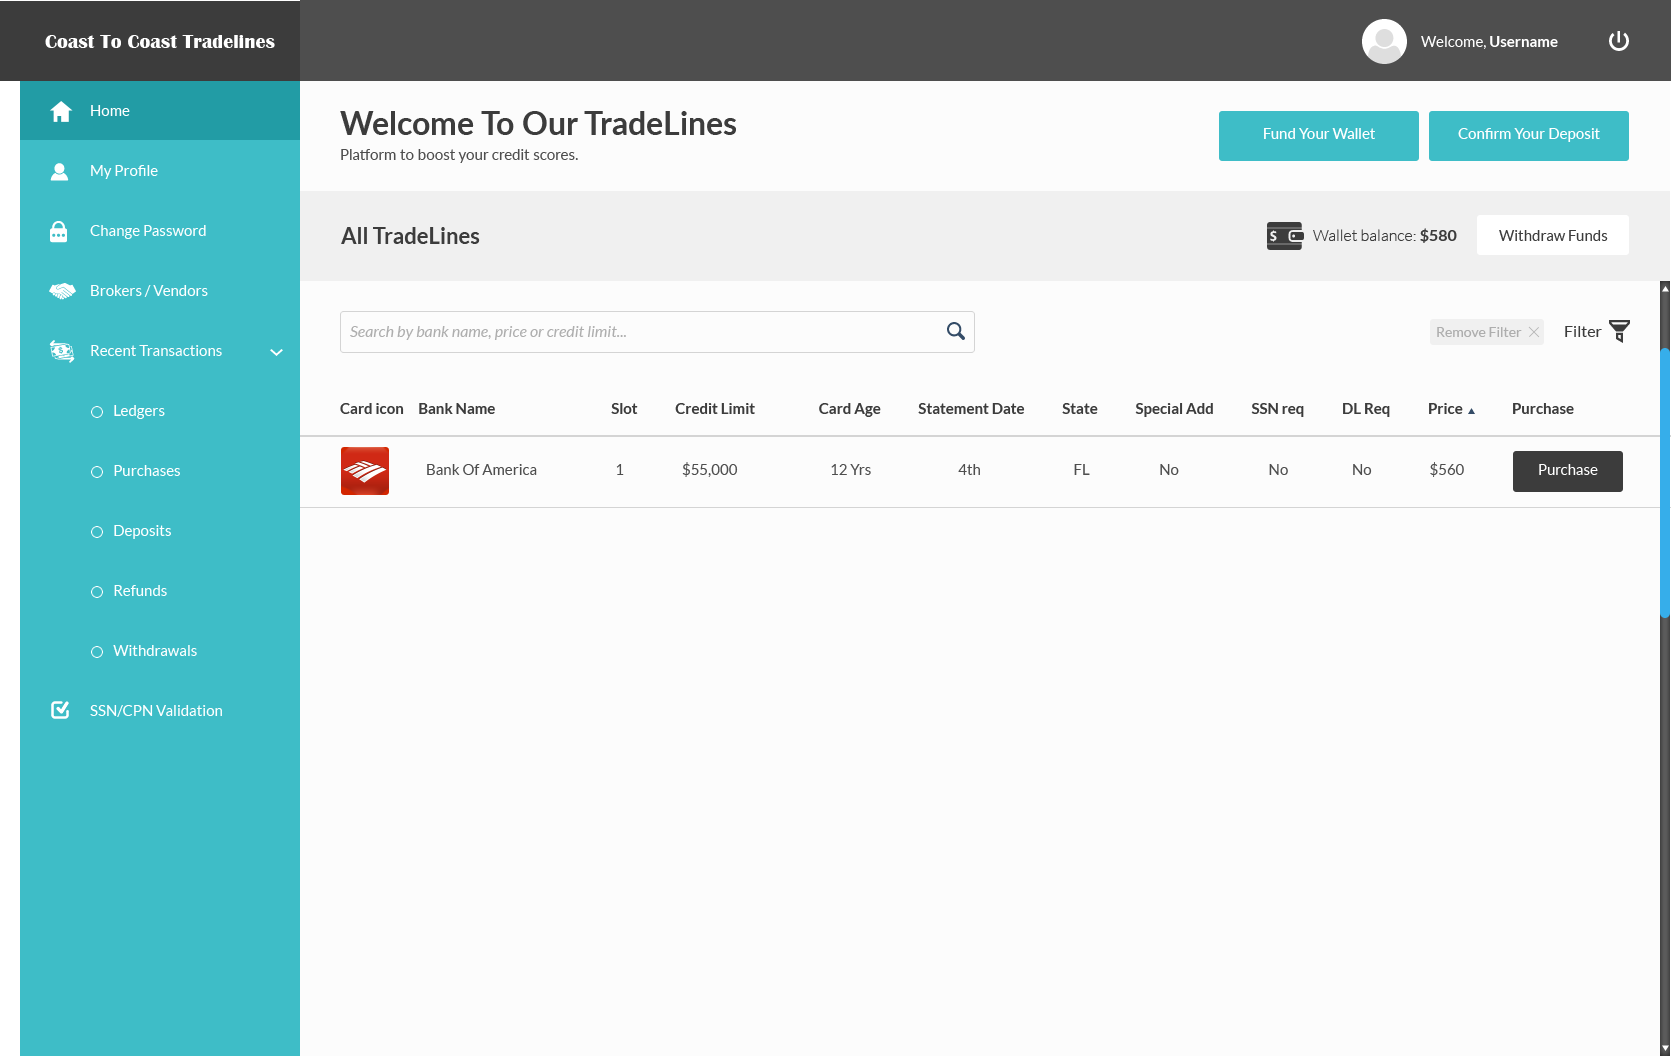 Coast To Coast Tradelines
Welcome, Username
Home
My Profile
Change Password
Brokers / Vendors
Recent Transactions
Ledgers
Purchases
Deposits
Refunds
Withdrawals
SSN/CPN Validation
Welcome To Our TradeLines
Platform to boost your credit scores.
Fund Your Wallet
Confirm Your Deposit
All TradeLines
$
Wallet balance: $580
Withdraw Funds
Search by bank name, price or credit limit...
Remove Filter
Filter
Card icon Bank Name Slot Credit Limit Card Age Statement Date State Special Add SSN req DL Req Price Purchase
Bank Of America 1 $55,000 12 Yrs 4th FL No No No $560 Purchase